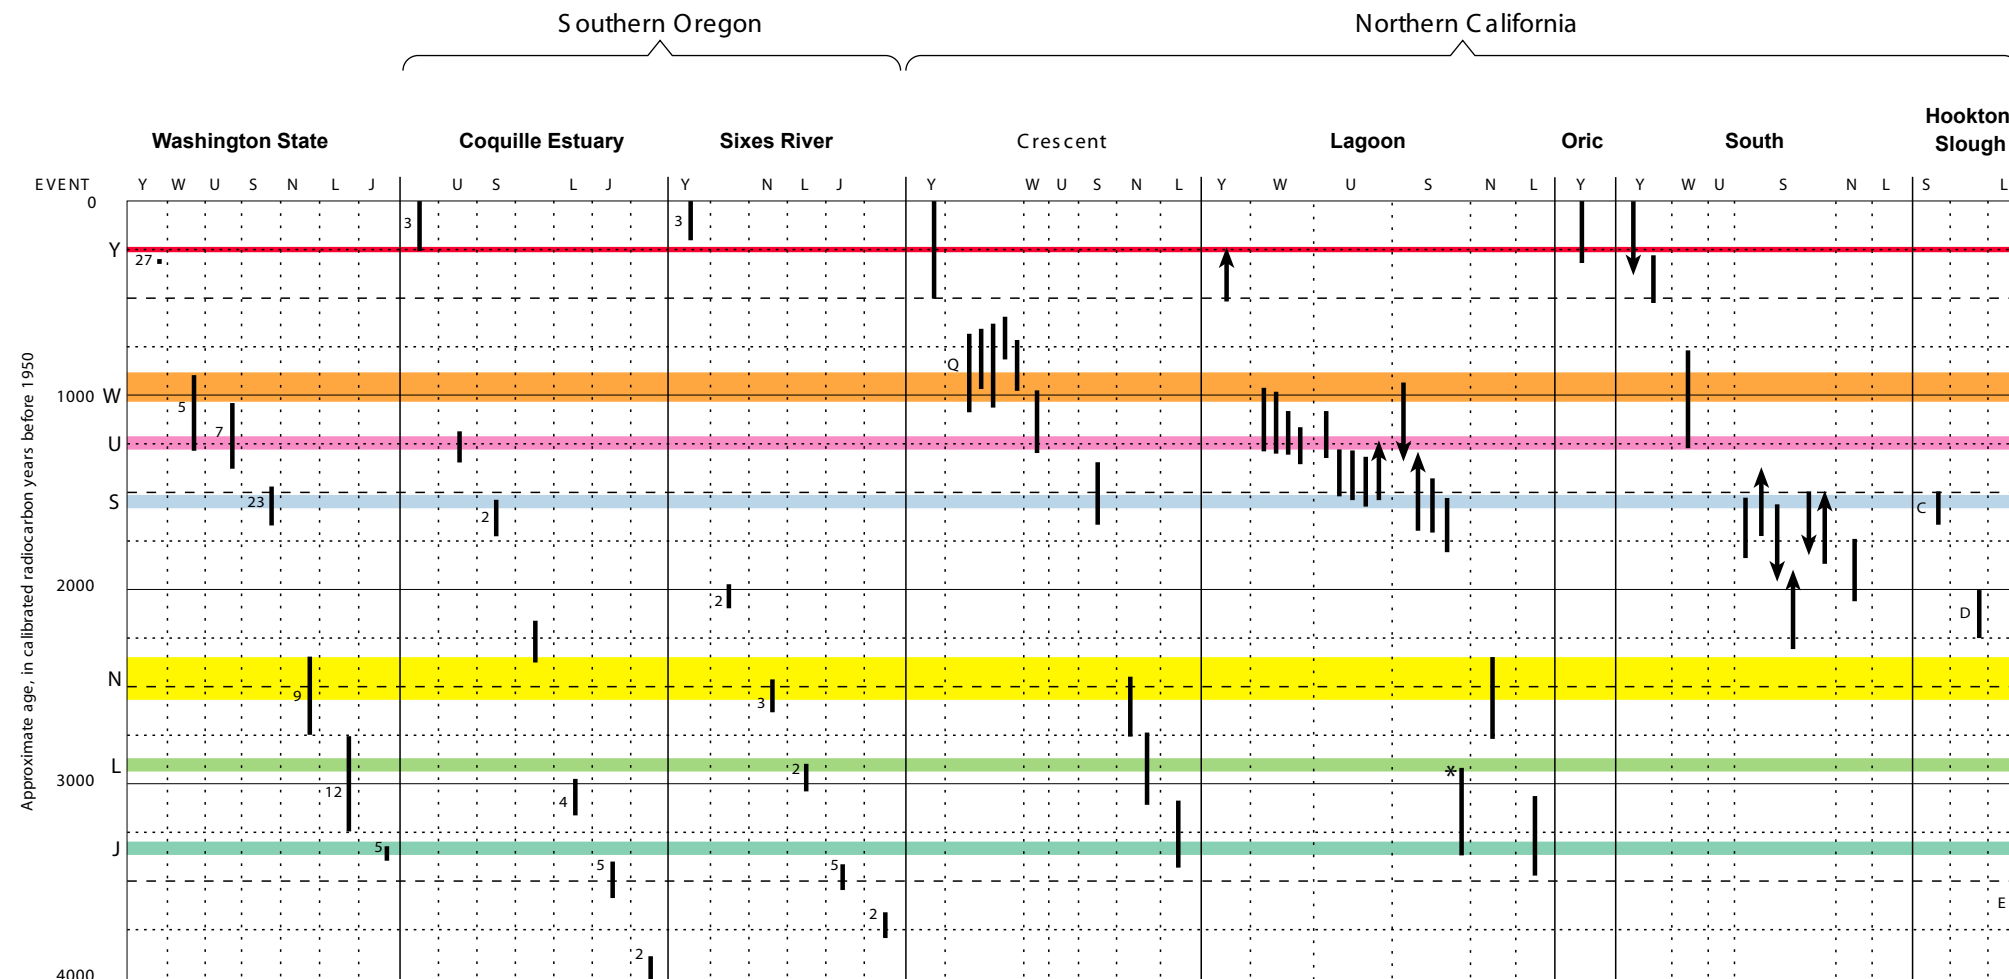 Southern Oregon Northern California
Hookton
Washington State Coquille Estuary Sixes River Crescent Lagoon Oric South Slough
EVENT Y W U S N L J U S L J Y N L J Y W U S N L Y W U S N L Y Y W U S N L S L
0
3 3
Y
27
Q
1000 W
5
7
U
S 23 2 C
2000
2 D
N
9 3
L
2 *
3000
12 4
J 5
5 5
2 E
2
4000
Approximate age, in calibrated radiocarbon years before 1950